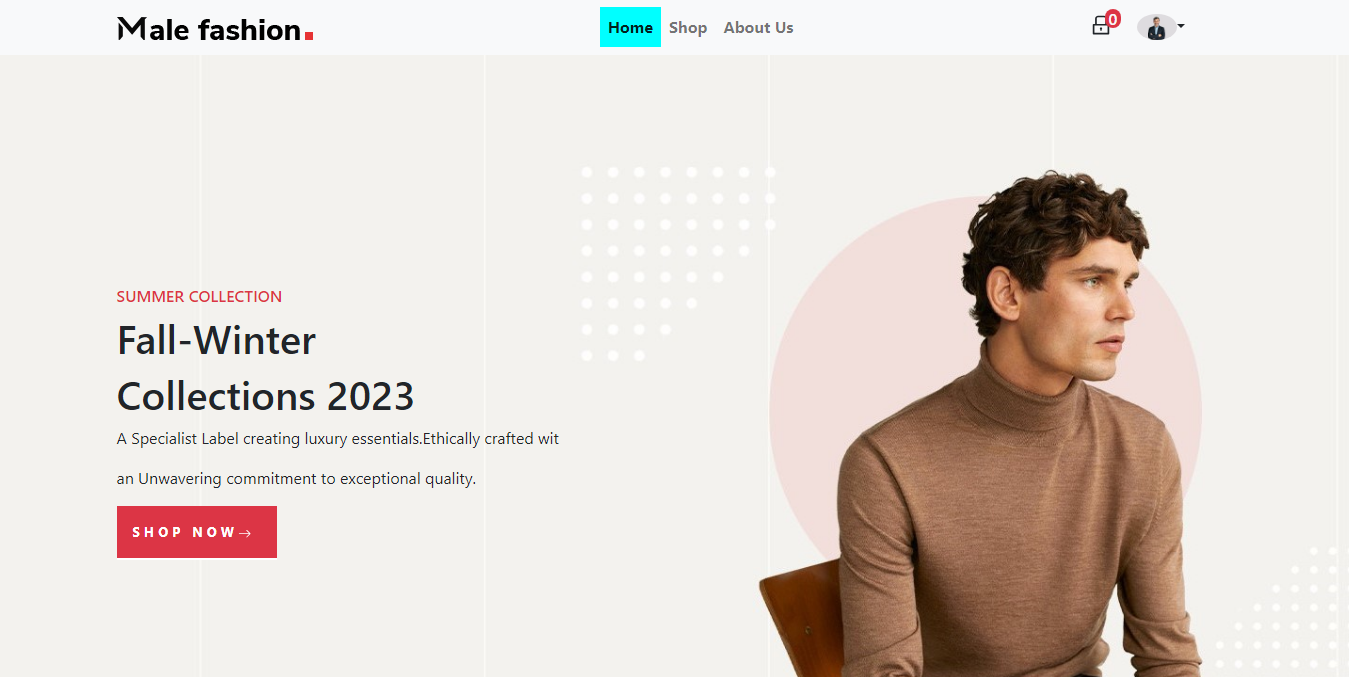 Male fashion.
Home Shop About Us
0
SUMMER COLLECTION
Fall-Winter
Collections 2023
A Specialist Label creating luxury essentials.Ethically crafted wit
an Unwavering commitment to exceptional quality.
SHOP NOW→